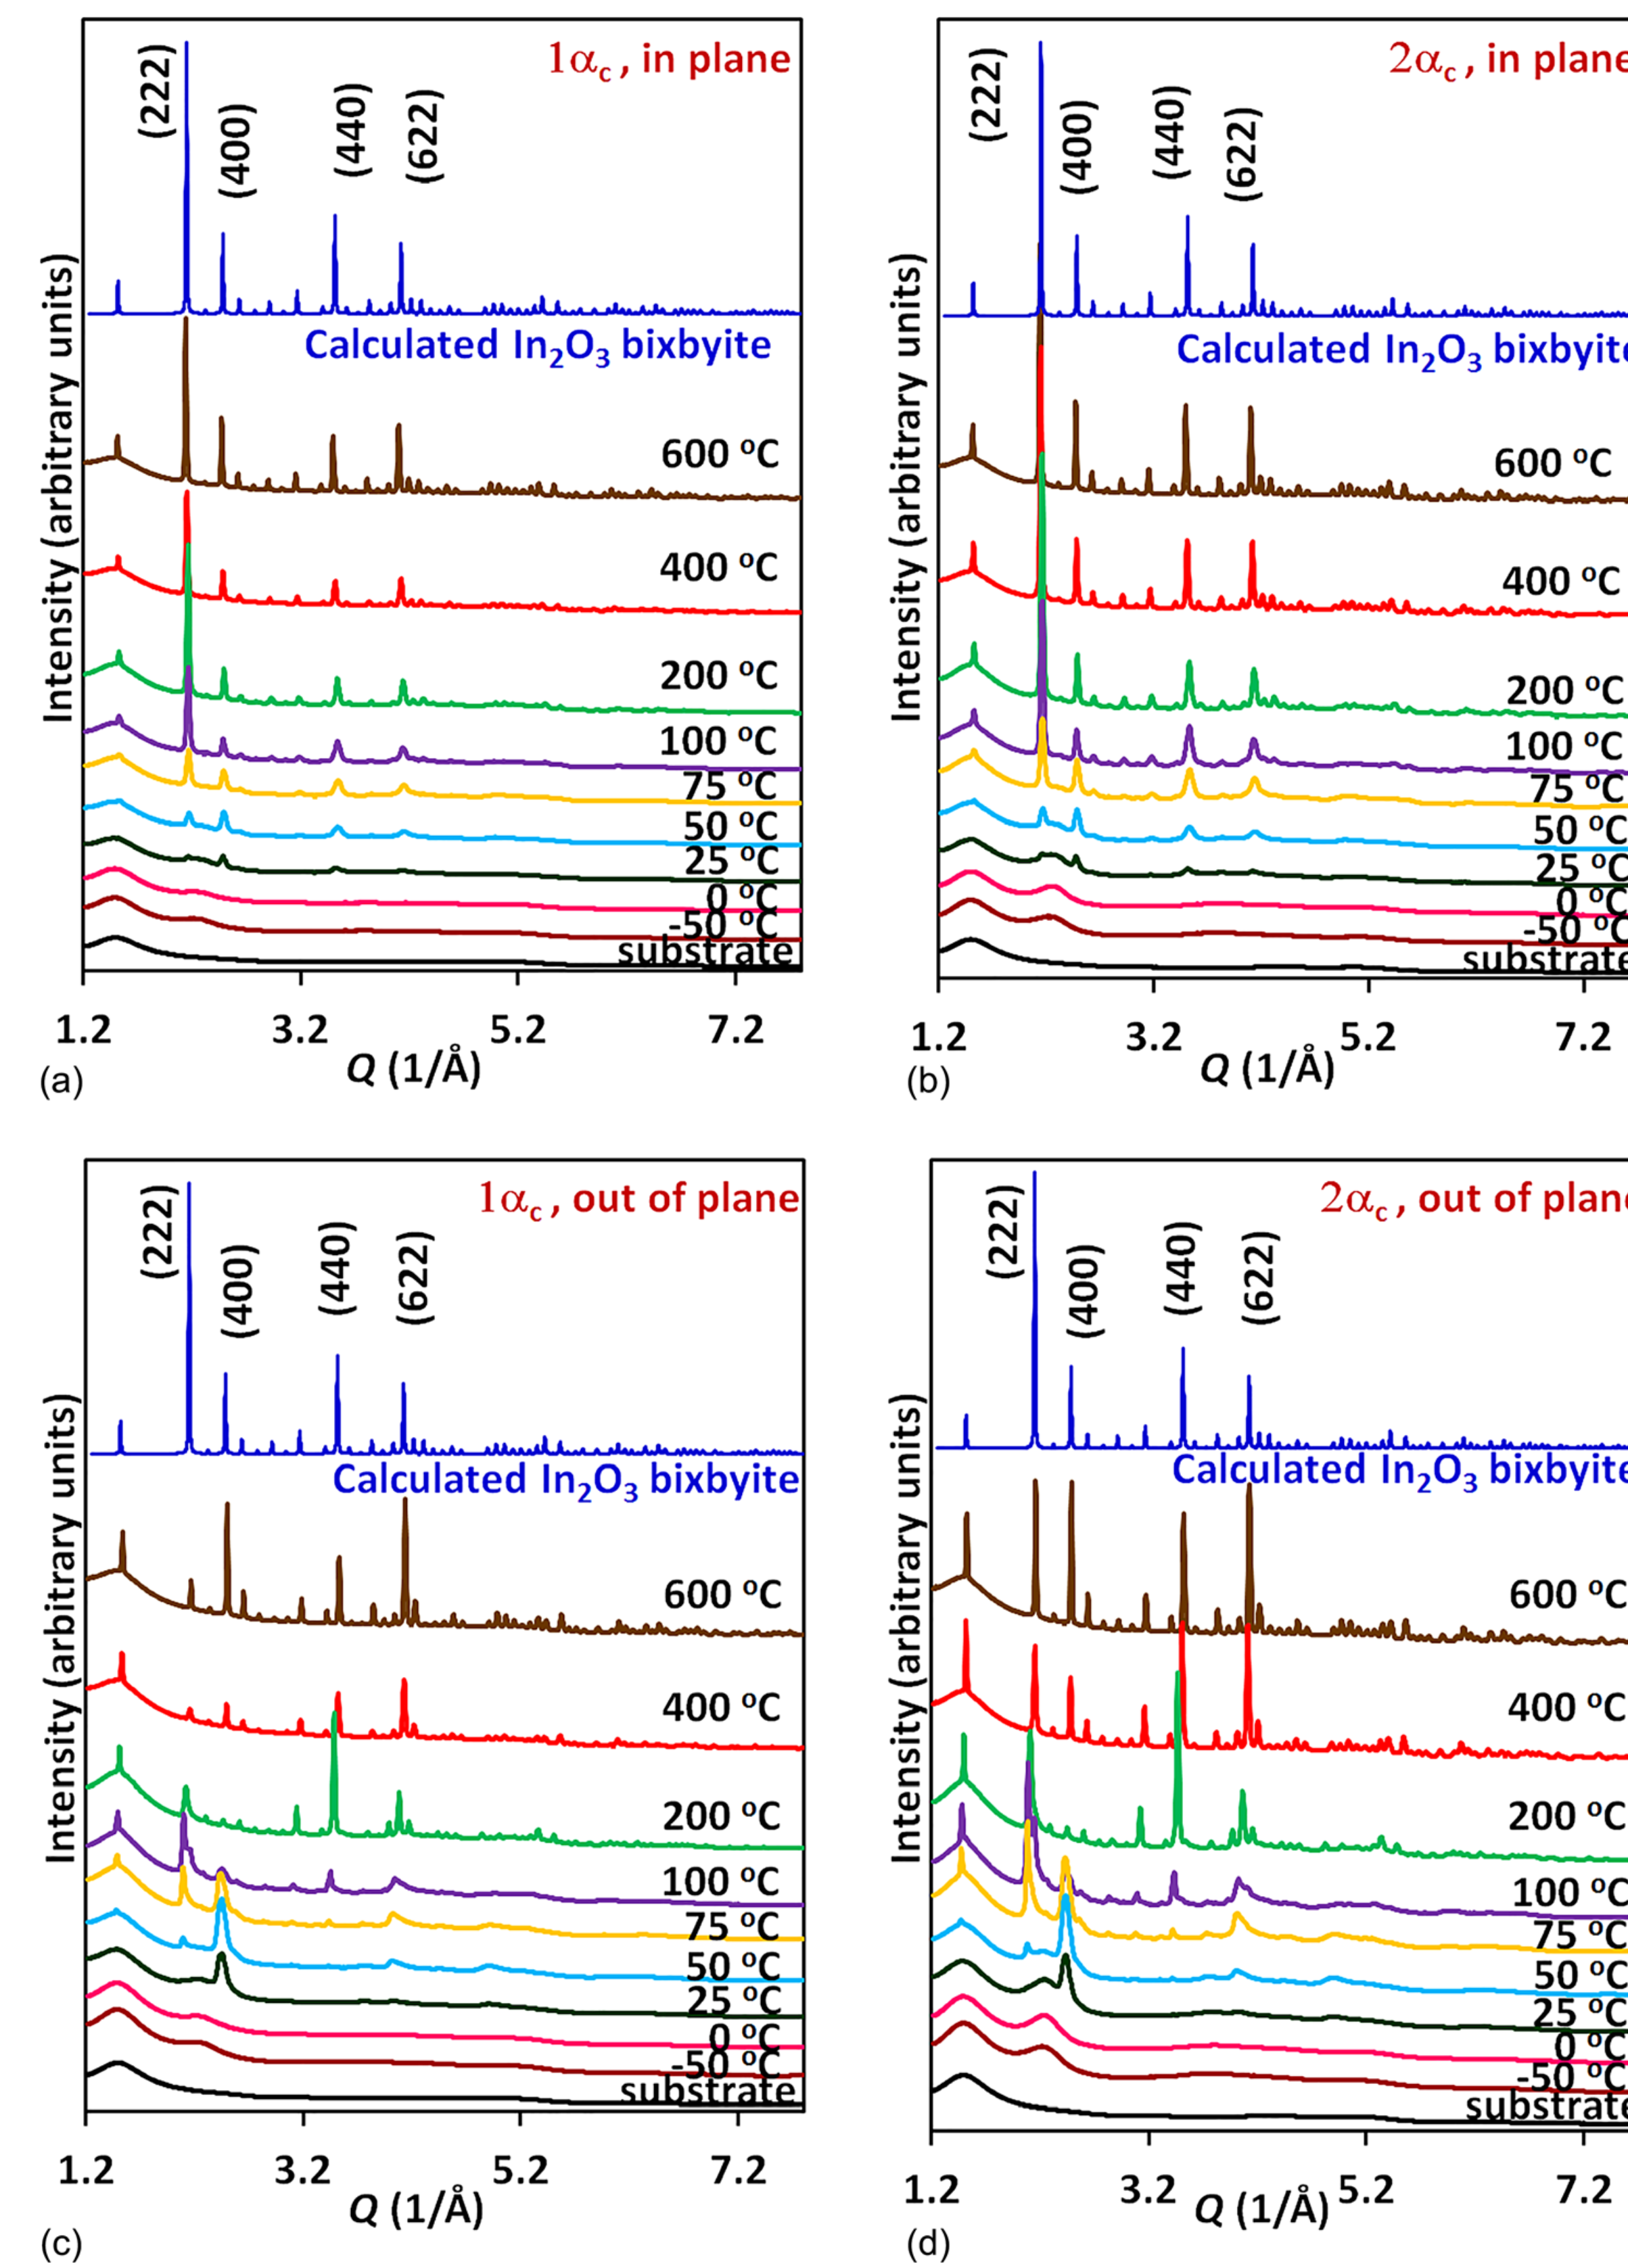 1αc, in plane
(222)
(400)
(440)
(622)
Calculated In2O3 bixbyite
600 °C
400 °C
200 °C
100 °C
75 °C
50 °C
25 °C
0 °C
-50 °C
substrate
Intensity (arbitrary units)
1.2 3.2 5.2 7.2
Q (1/Å)
(a)
2αc, in plane
(222)
(400)
(440)
(622)
Calculated In2O3 bixbyite
600 °C
400 °C
200 °C
100 °C
75 °C
50 °C
25 °C
0 °C
-50 °C
substrate
Intensity (arbitrary units)
1.2 3.2 5.2 7.2
Q (1/Å)
(b)
1αc, out of plane
(222)
(400)
(440)
(622)
Calculated In2O3 bixbyite
600 °C
400 °C
200 °C
100 °C
75 °C
50 °C
25 °C
0 °C
-50 °C
substrate
Intensity (arbitrary units)
1.2 3.2 5.2 7.2
Q (1/Å)
(c)
2αc, out of plane
(222)
(400)
(440)
(622)
Calculated In2O3 bixbyite
600 °C
400 °C
200 °C
100 °C
75 °C
50 °C
25 °C
0 °C
-50 °C
substrate
Intensity (arbitrary units)
1.2 3.2 5.2 7.2
Q (1/Å)
(d)